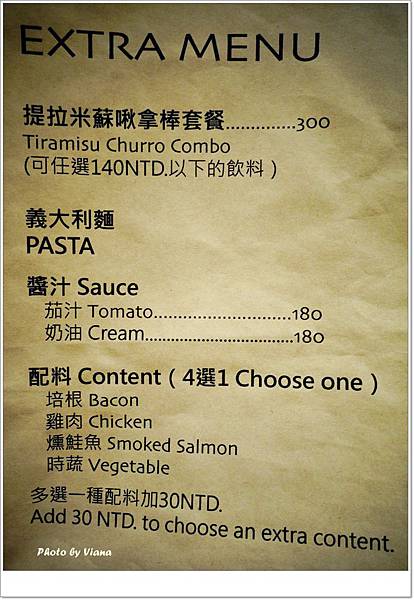 EXTRA MENU
提拉米蘇啾拿棒套餐..............300
Tiramisu Churro Combo
(可任選140NTD.以下的飲料)
義大利麵
PASTA
醬汁 Sauce
茄汁 Tomato............................180
奶油 Cream.....................................180
配料 Content ( 4選1 Choose one )
培根 Bacon
雞肉 Chicken
燻鮭魚 Smoked Salmon
時蔬 Vegetable
多選一種配料加30NTD.
Add 30 NTD. to choose an extra content.
Photo by Viana